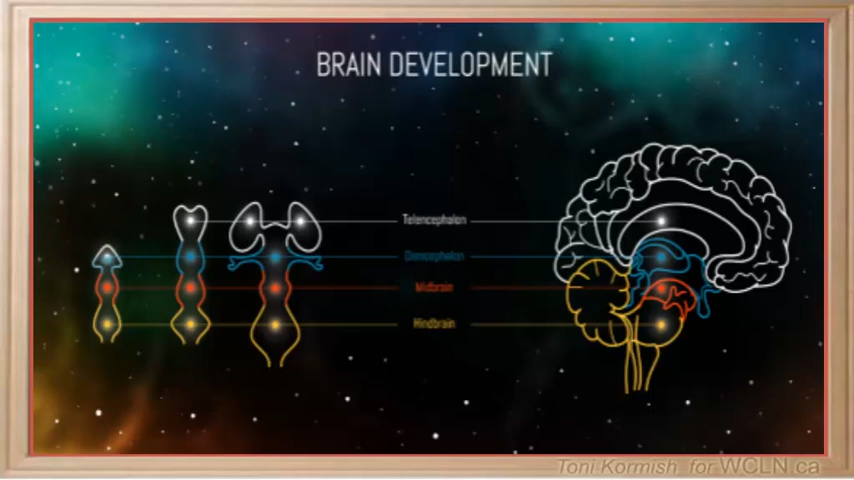 BRAIN DEVELOPMENT
Telencephalon
Diencephalon
Midbrain
Hindbrain
Toni Kormish for WCLN.ca